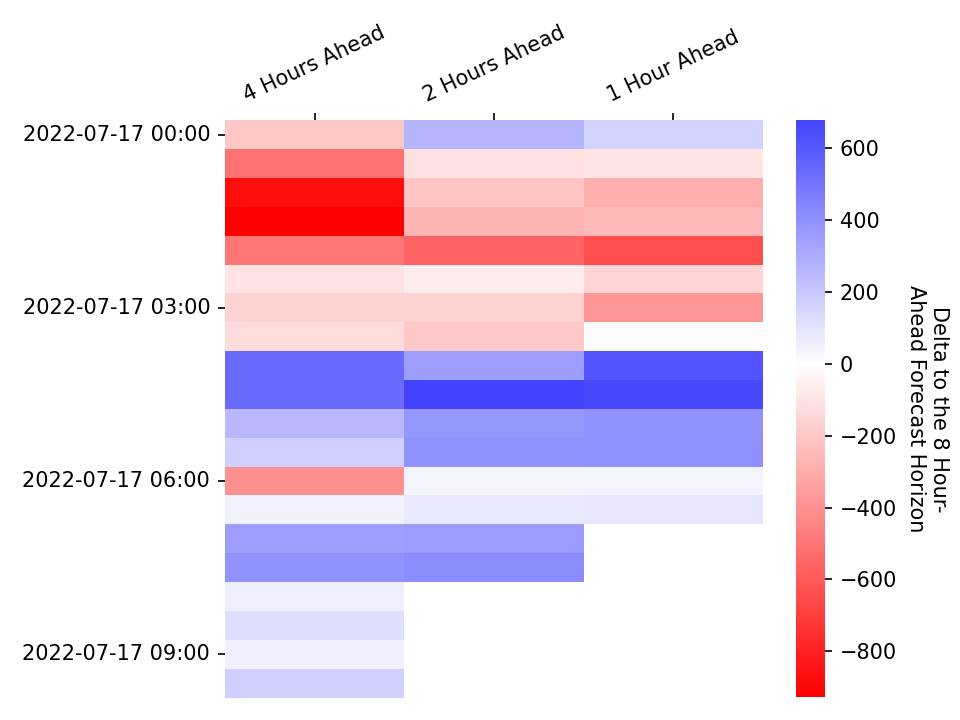 4 Hours Ahead
2 Hours Ahead
1 Hour Ahead
2022-07-17 00:00
2022-07-17 03:00
2022-07-17 06:00
2022-07-17 09:00
600
400
200
0
−200
−400
−600
−800
Delta to the 8 Hour-
Ahead Forecast Horizon